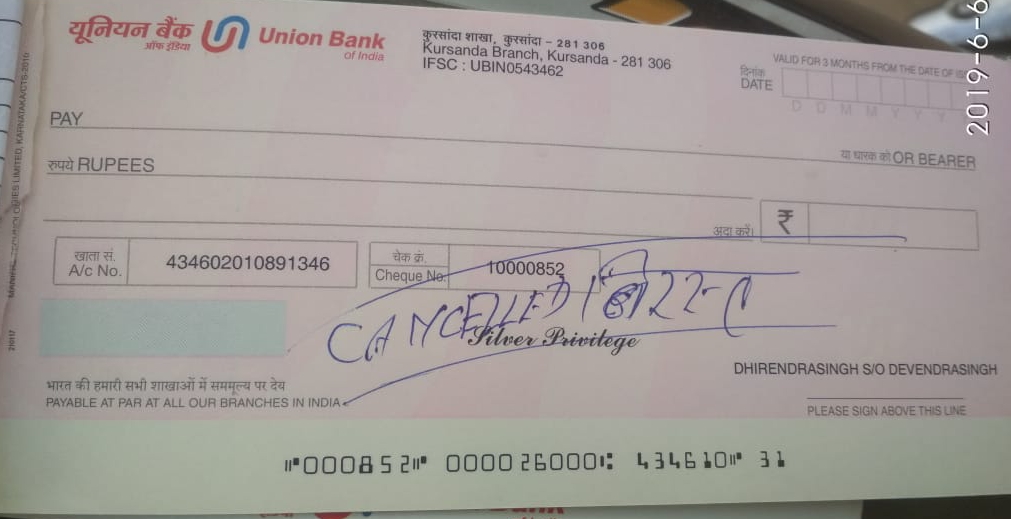 यूनियन बैंक
ऑफ इंडिया
Union Bank
of India
कुरसांदा शाखा, कुरसांदा - 281 306
Kursanda Branch, Kursanda - 281 306
IFSC : UBIN0543462
VALID FOR 3 MONTHS FROM THE DATE OF
दिनांक
DATE
D D M M Y Y Y
2019-6-6
PAY
या धारक को OR BEARER
रुपये RUPEES
अदा करें।
₹
खाता सं.
A/c No.
434602010891346
चेक क्रं.
Cheque No.
10000852
CANCELLED
Silver Privilege
DHIRENDRASINGH S/O DEVENDRASINGH
भारत की हमारी सभी शाखाओं में सममूल्य पर देय
PAYABLE AT PAR AT ALL OUR BRANCHES IN INDIA
PLEASE SIGN ABOVE THIS LINE
⑈000852⑈ 000026000⑆ 434610⑈ 31